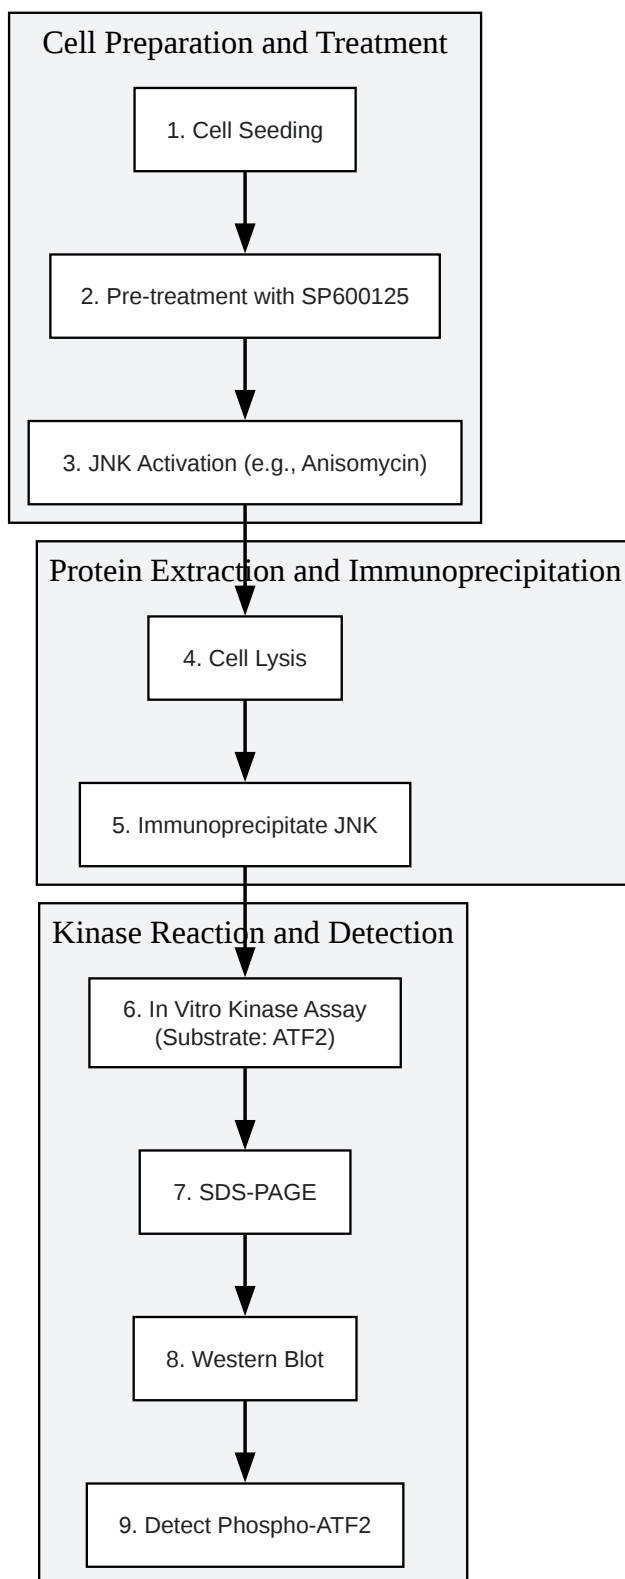 Cell Preparation and Treatment
1. Cell Seeding
2. Pre-treatment with SP600125
3. JNK Activation (e.g., Anisomycin)
Protein Extraction and Immunoprecipitation
4. Cell Lysis
5. Immunoprecipitate JNK
Kinase Reaction and Detection
6. In Vitro Kinase Assay
(Substrate: ATF2)
7. SDS-PAGE
8. Western Blot
9. Detect Phospho-ATF2